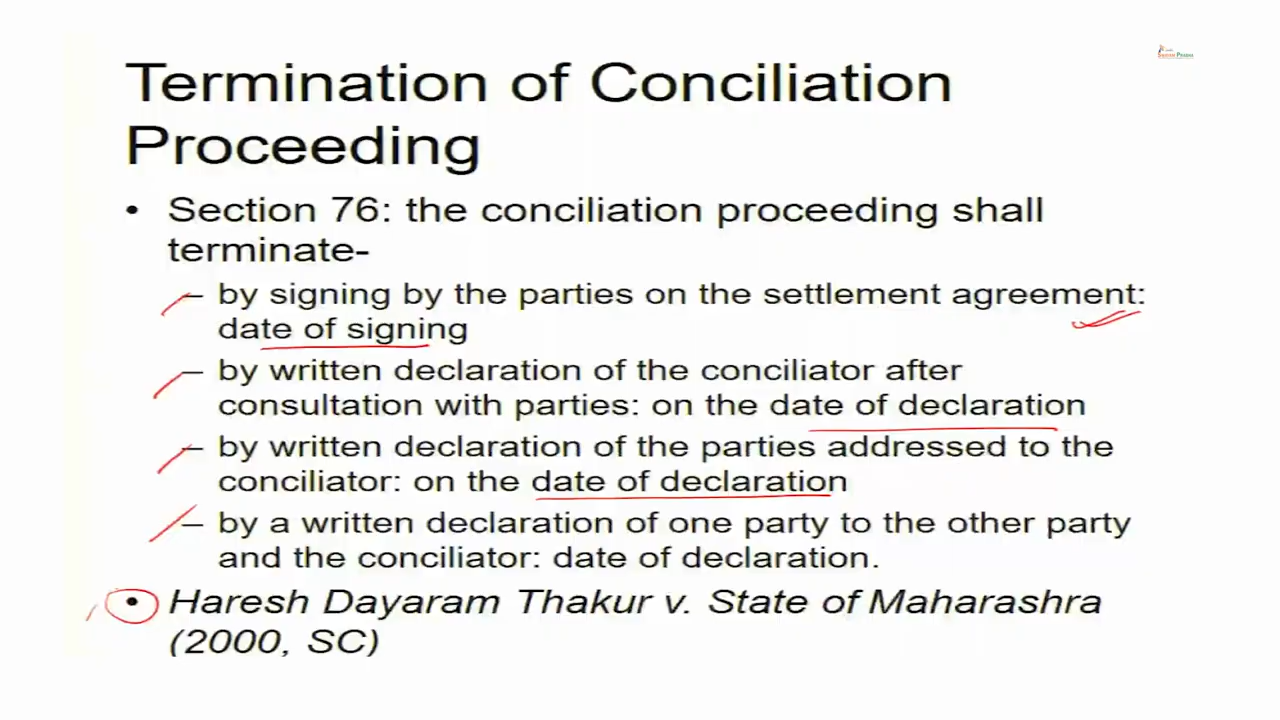 Termination of Conciliation
Proceeding
• Section 76: the conciliation proceeding shall
terminate-
– by signing by the parties on the settlement agreement:
date of signing
– by written declaration of the conciliator after
consultation with parties: on the date of declaration
– by written declaration of the parties addressed to the
conciliator: on the date of declaration
– by a written declaration of one party to the other party
and the conciliator: date of declaration.
• Haresh Dayaram Thakur v. State of Maharashra
(2000, SC)